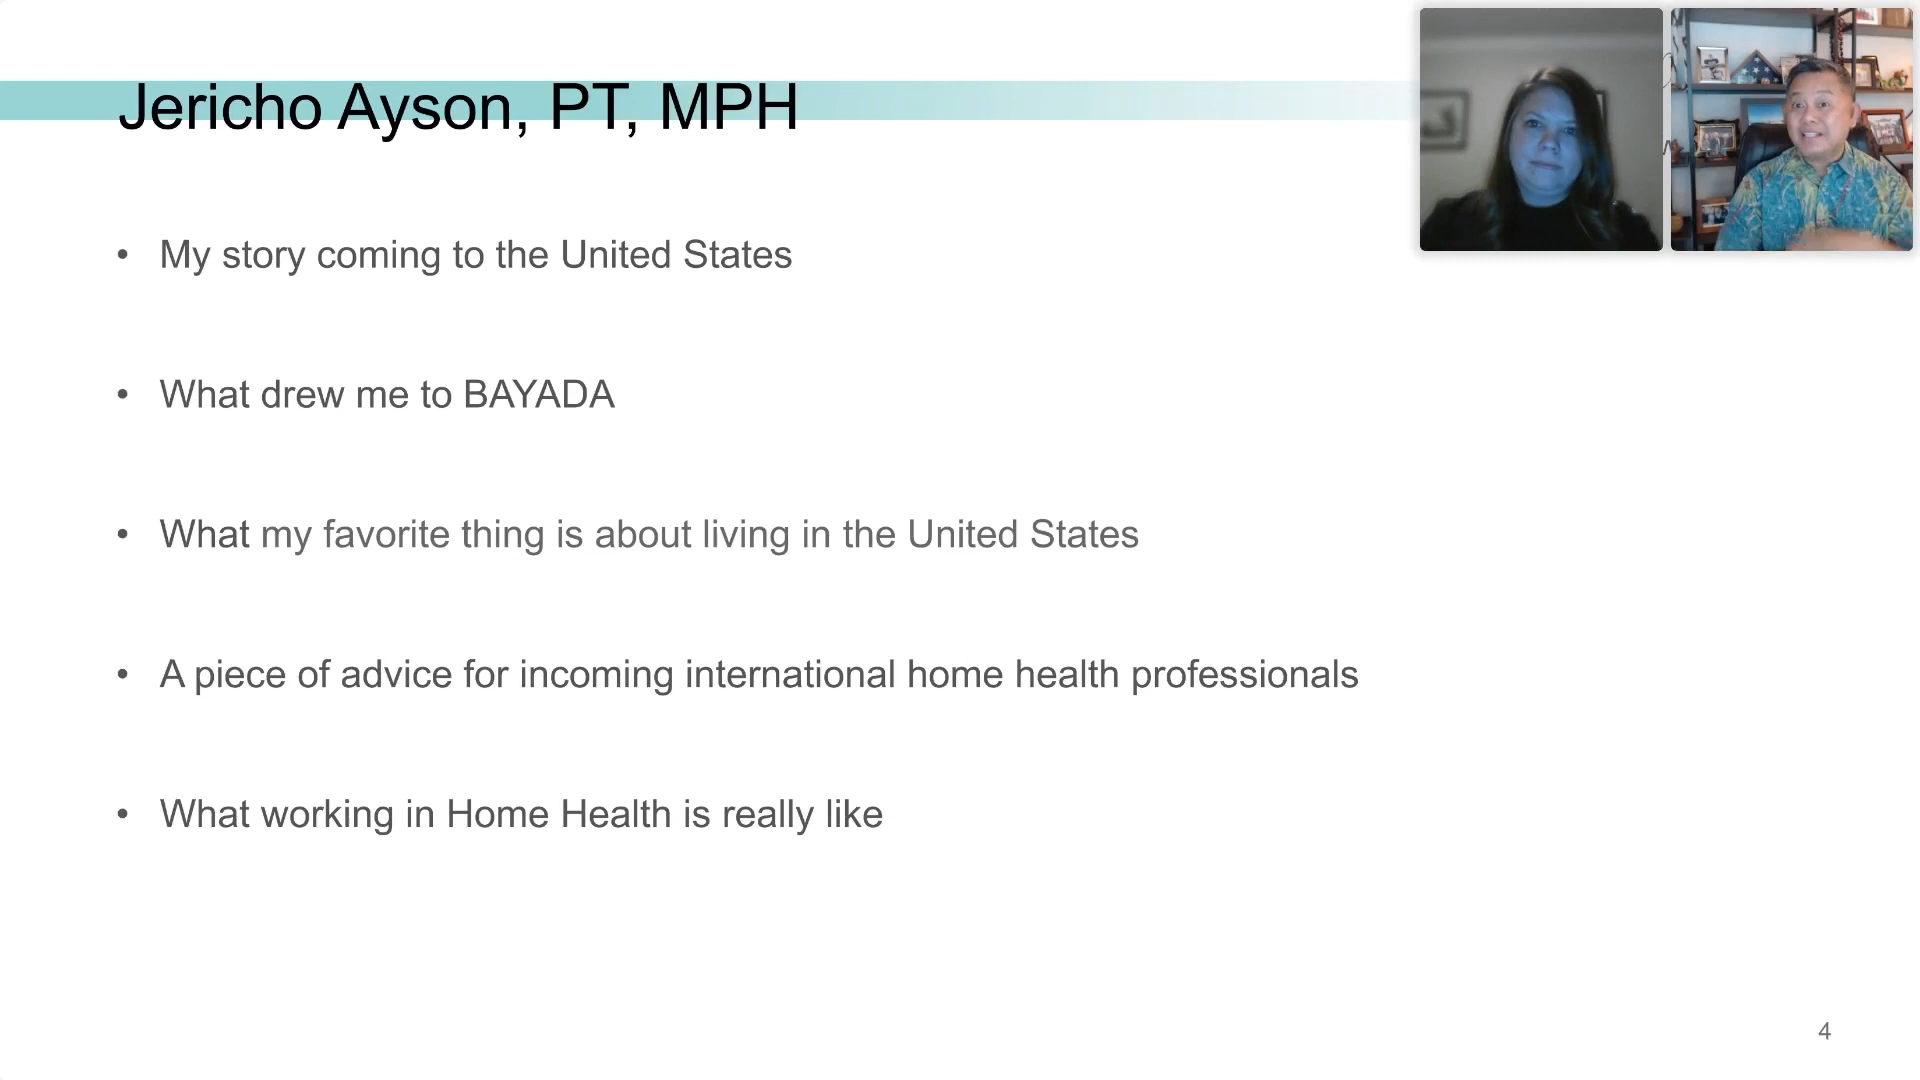 Jericho Ayson, PT, MPH
• My story coming to the United States
• What drew me to BAYADA
• What my favorite thing is about living in the United States
• A piece of advice for incoming international home health professionals
• What working in Home Health is really like
4